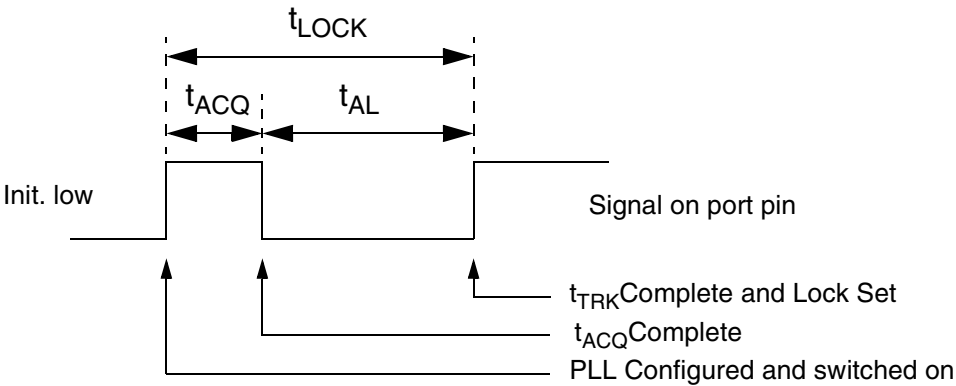 tLOCK
tACQ
tAL
Init. low
Signal on port pin
tTRKComplete and Lock Set
tACQComplete
PLL Configured and switched on